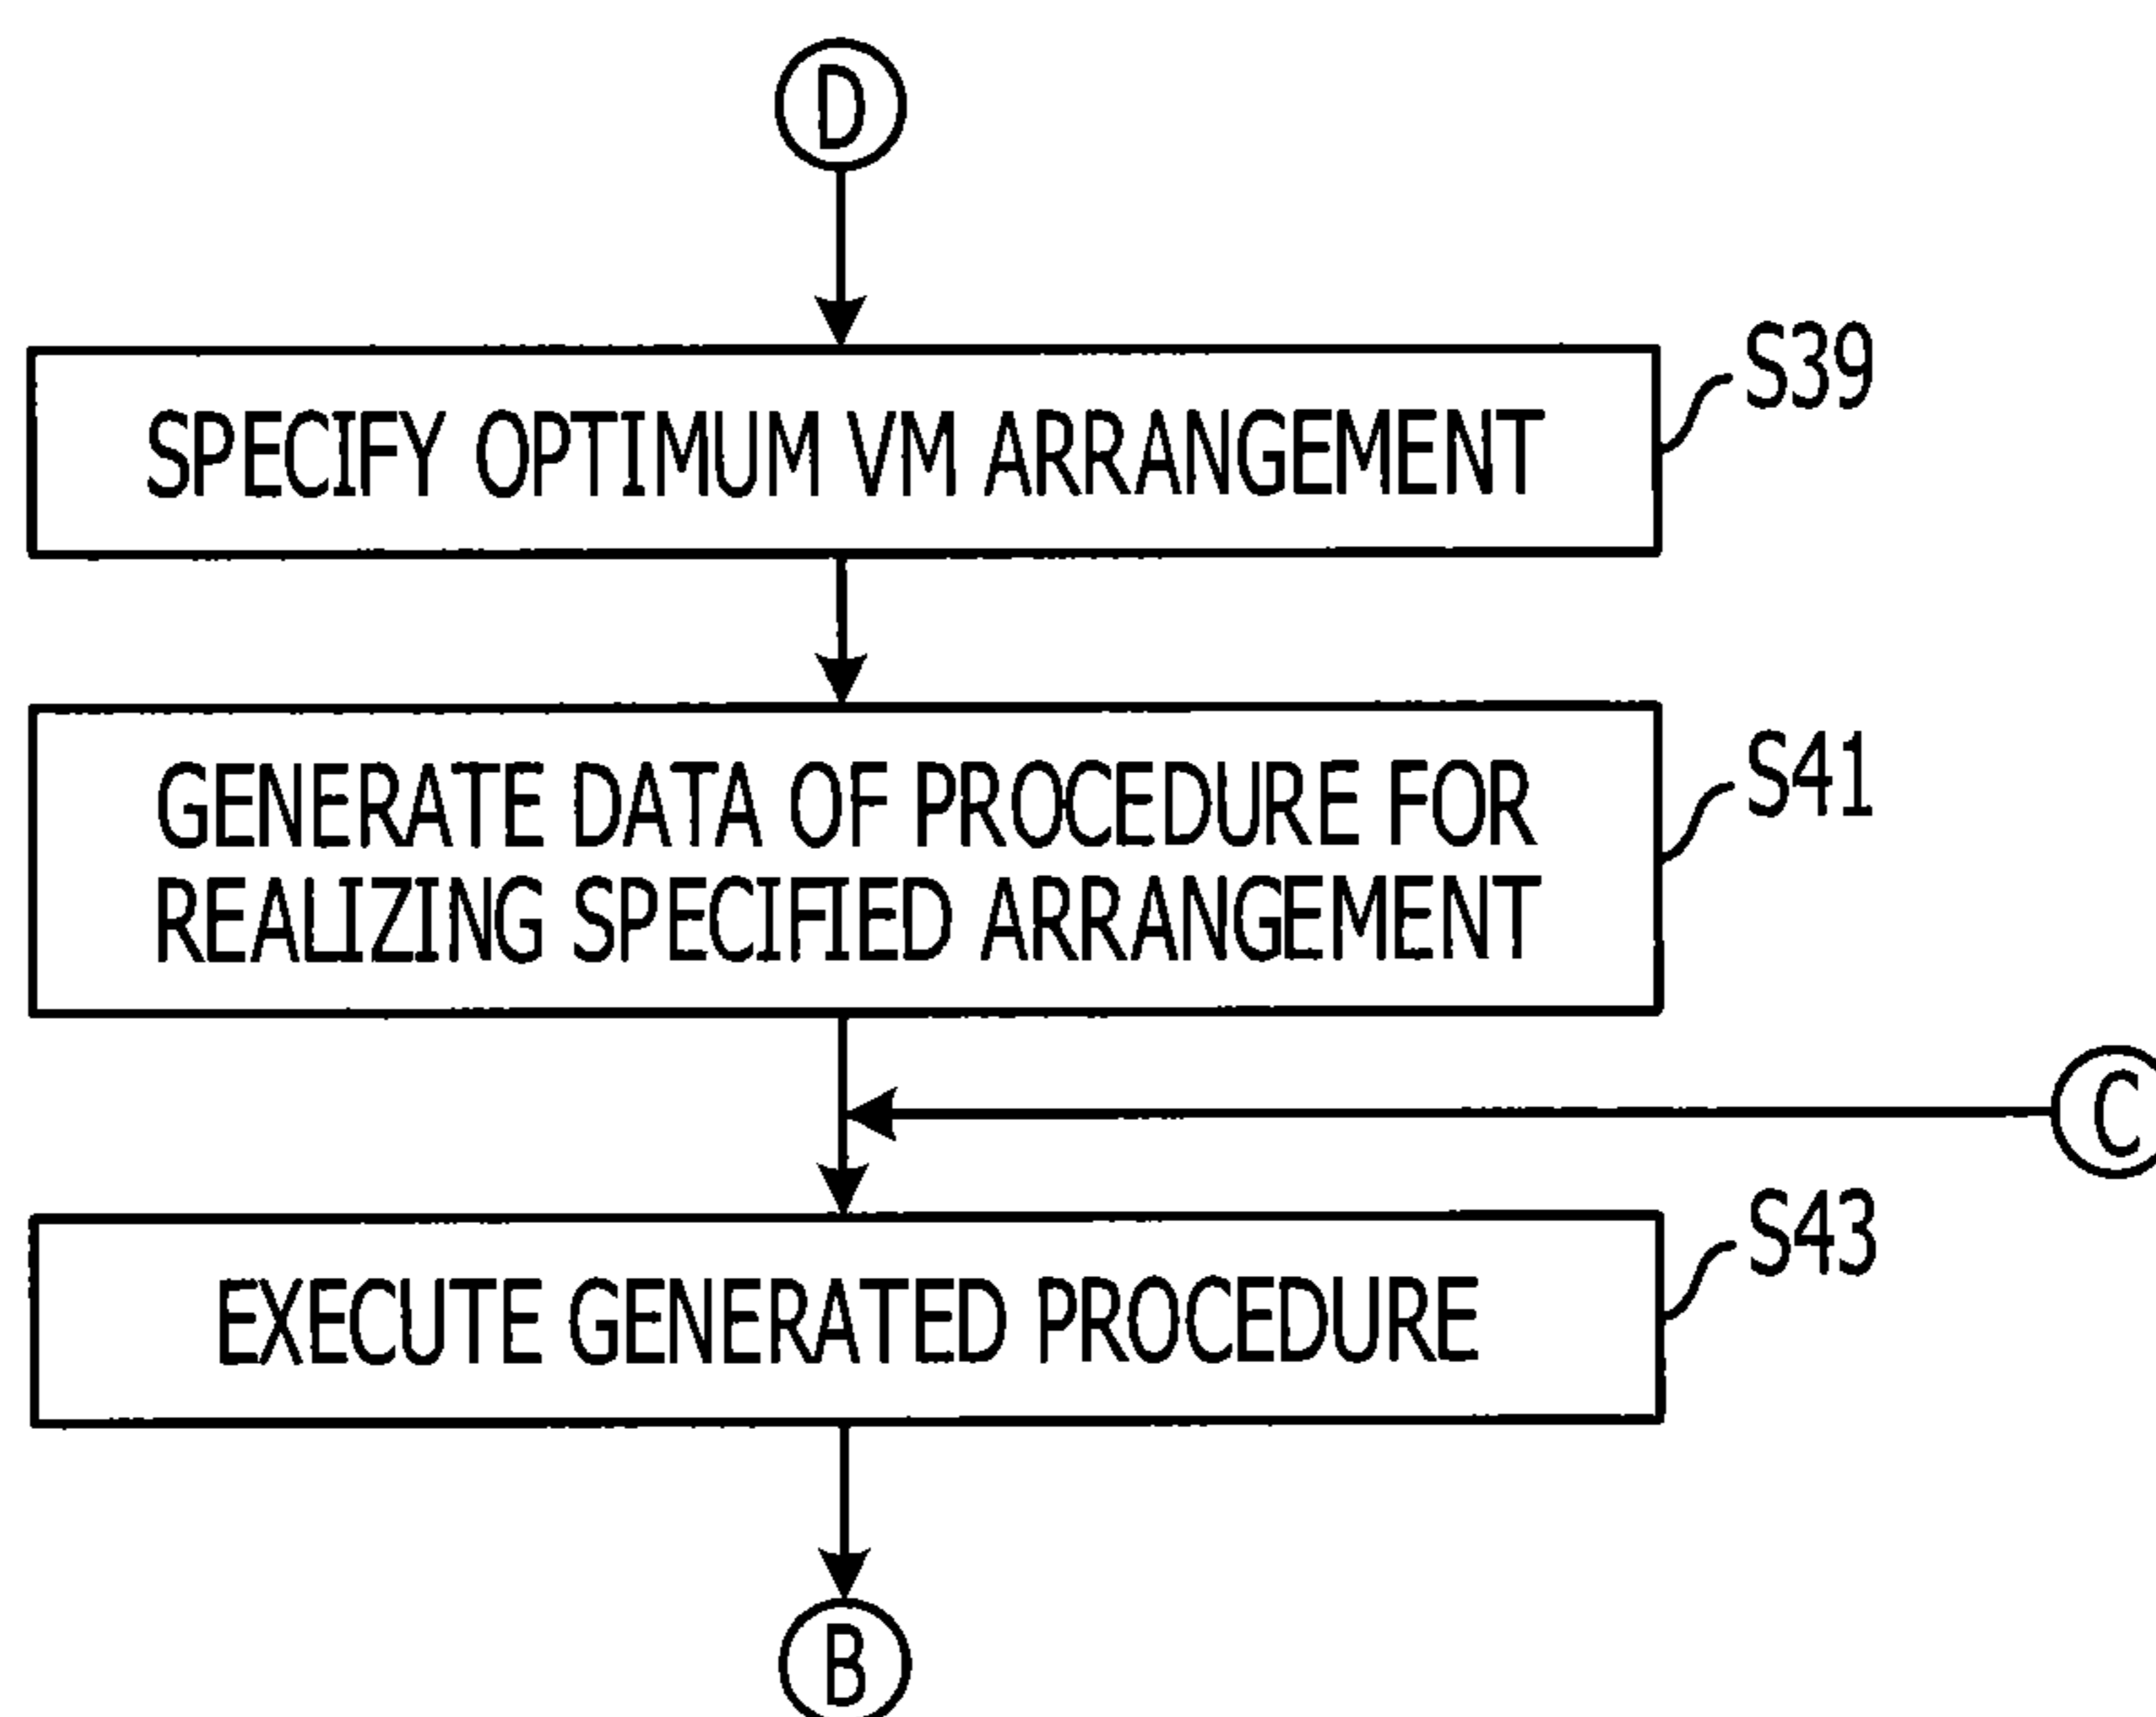 D
S39
SPECIFY OPTIMUM VM ARRANGEMENT
S41
GENERATE DATA OF PROCEDURE FOR
REALIZING SPECIFIED ARRANGEMENT
C
S43
EXECUTE GENERATED PROCEDURE
B